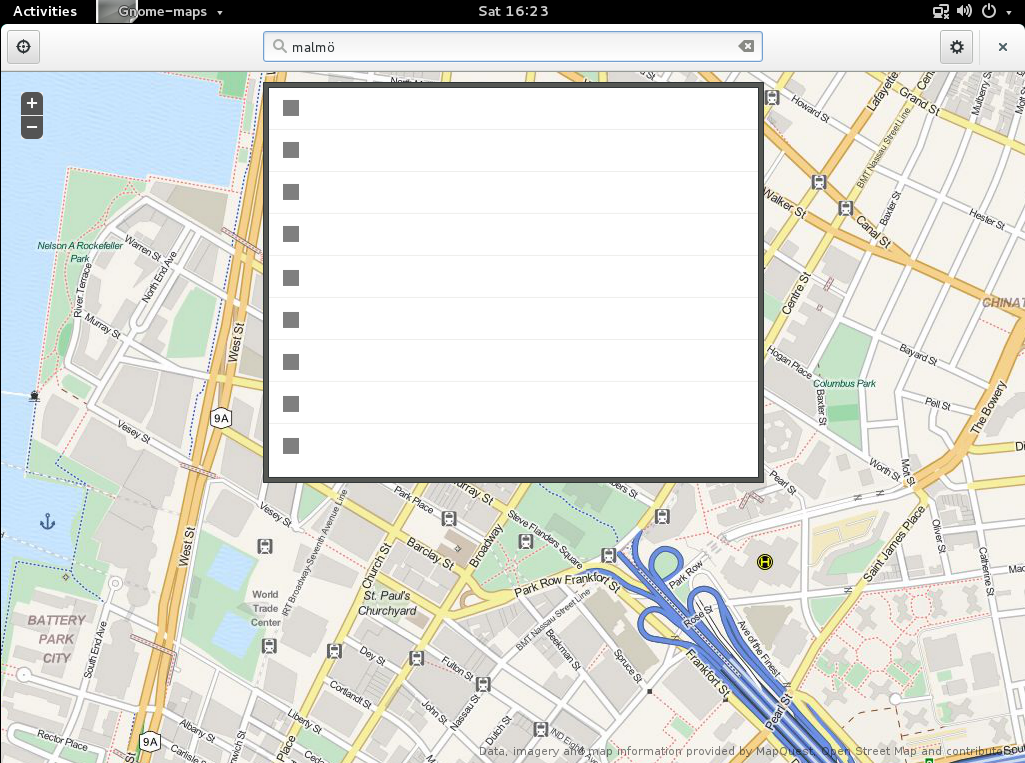 Activities
Gnome-maps
Sat 16:23
malmö
+
−
Howard St
Lafayette
Grand St
Mulberry St
BMT Nassau Street Line
Baxter St
Hester St
Walker St
Canal St
Centre St
Nelson A Rockefeller
Park
Warren St
North End Ave
River Terrace
Murray St
West St
CHINAT
Hogan Place
Bayard St
Columbus Park
Baxter St
Pell St
The Bowery
9A
Vesey St
Worth St
Mott St
Pearl St
Di
Park Place
Murray St
Vesey St
West St
IRT Broadway-Seventh Avenue Line
Steve Flanders Square
Broadway
Barclay St
Church St
Saint James Place
Oliver St
Catherine St
Park Row
H
Park Row
Frankfort St
St. Paul's
Churchyard
World
Trade
Center
BMT Nassau Street Line
Rose St
Ave of the Finest
BATTERY
PARK
CITY
South End Ave
Beekman St
Spruce St
Dey St
Fulton St
Frankfort St
Cortlandt St
John St
Nassau St
Dutch St
Pearl St
Liberty St
Albany St
Rector Place
9A
Carlisle St
Place
IND Eig
Data, imagery and map information provided by MapQuest, Open Street Map and contributors